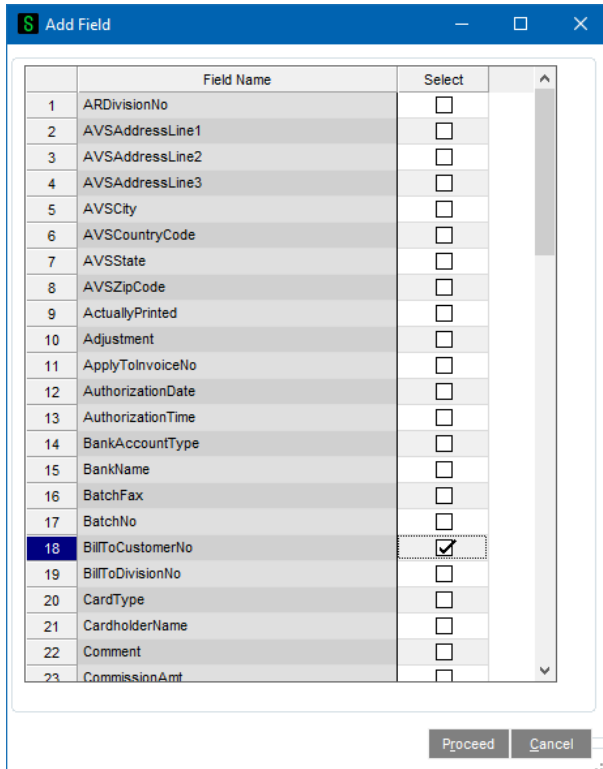 S Add Field
Field Name Select
1 ARDivisionNo
2 AVSAddressLine1
3 AVSAddressLine2
4 AVSAddressLine3
5 AVSCity
6 AVSCountryCode
7 AVSState
8 AVSZipCode
9 ActuallyPrinted
10 Adjustment
11 ApplyToInvoiceNo
12 AuthorizationDate
13 AuthorizationTime
14 BankAccountType
15 BankName
16 BatchFax
17 BatchNo
18 BillToCustomerNo
19 BillToDivisionNo
20 CardType
21 CardholderName
22 Comment
23 CommissionAmt
Proceed Cancel